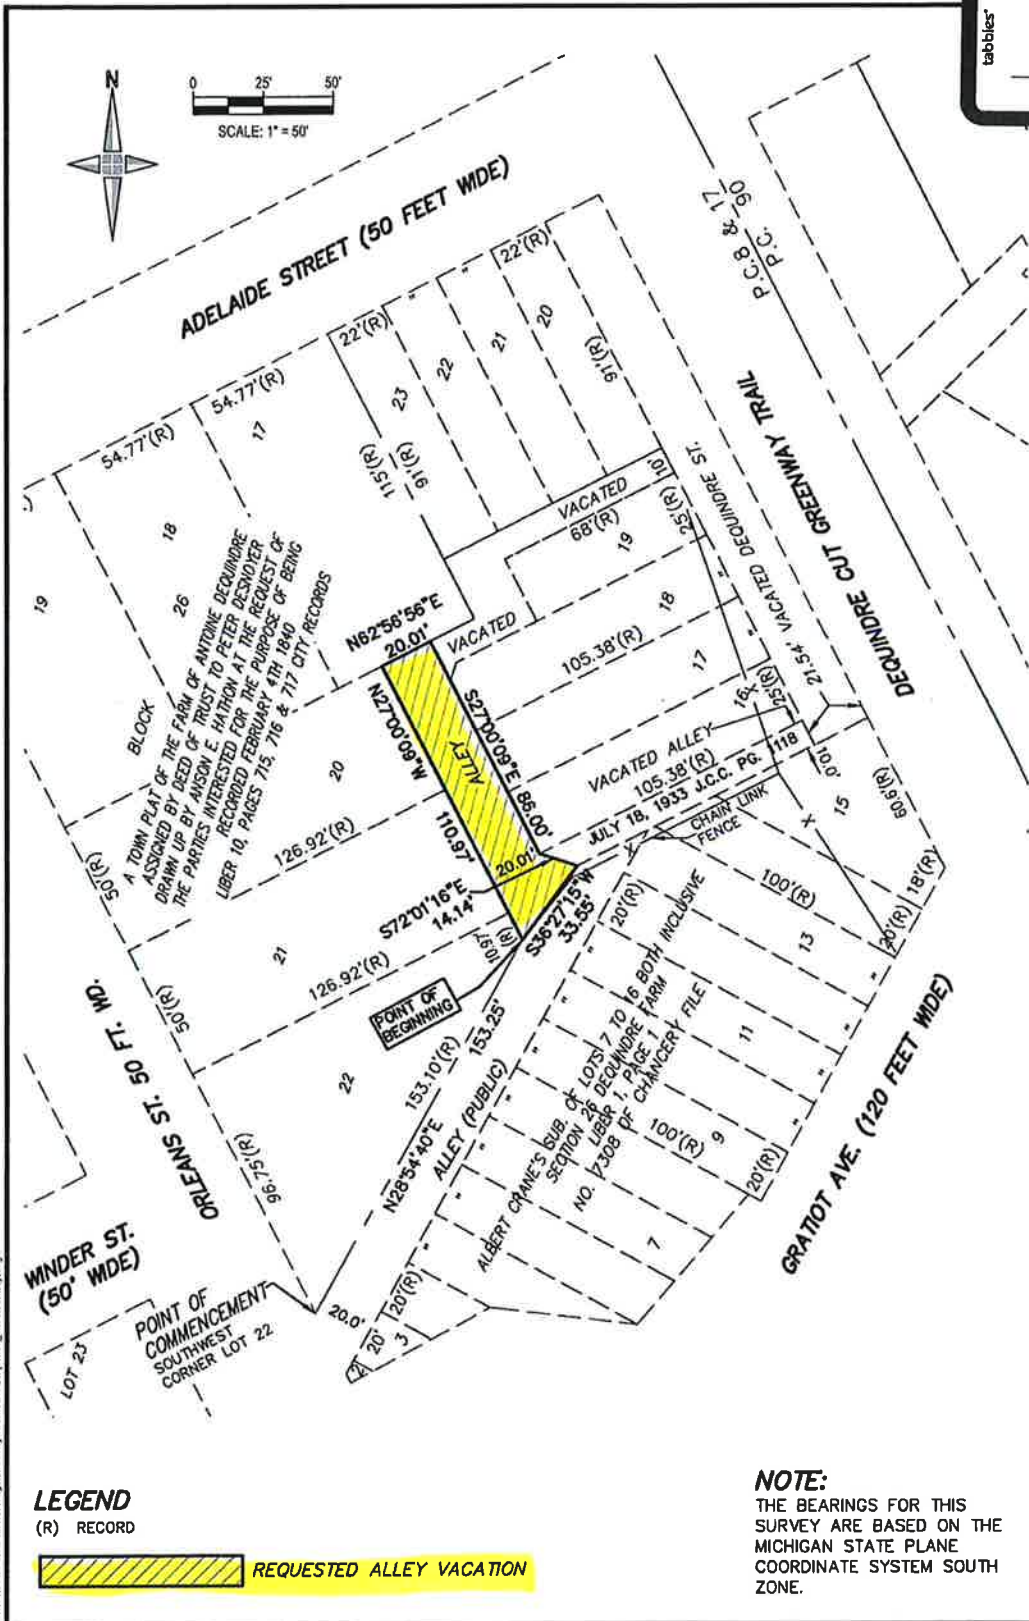 tabbies
N
0 25' 50'
SCALE: 1" = 50'
ADELAIDE STREET (50 FEET WIDE)
P.C.8 & 17
P.C. 90
22'(R)
22'(R)
"
"
20
21
22
23
91'(R)
91'(R)
115'(R)
54.77'(R)
54.77'(R)
17
18
19
26
BLOCK
A TOWN PLAT OF THE FARM OF ANTOINE DEQUINDRE
ASSIGNED BY DEED OF TRUST TO PETER DESNOYER
DRAWN UP BY ANSON E. HATHON AT THE REQUEST OF
THE PARTIES INTERESTED FOR THE PURPOSE OF BEING
RECORDED FEBRUARY 4TH 1840
LIBER 10, PAGES 715, 716 & 717 CITY RECORDS
DEQUINDRE CUT GREENWAY TRAIL
21.54' VACATED DEQUINDRE ST.
VACATED
10'
68'(R)
25'(R)
19
18
17
16
"
"
25'(R)
VACATED
105.38'(R)
N62°56'56"E
20.01'
N27°00'09"W
110.97'
S27°00'09"E 86.00'
ALLEY
20.01'
VACATED ALLEY
105.38'(R)
JULY 18, 1933 J.C.C. PG. 1118
10.0'
CHAIN LINK
FENCE
X
X
X
15
60.6'(R)
18'(R)
20'(R)
100.'(R)
20'(R)
13
11
9
7
100'(R)
20'(R)
S72°01'16"E
14.14'
S36°27'15"W
33.55'
10.97'
(R)
20
21
22
126.92'(R)
126.92'(R)
50'(R)
50'(R)
96.75'(R)
POINT OF
BEGINNING
153.25'
153.10'(R)
N28°54'40"E
ALLEY (PUBLIC)
ALBERT CRANE'S SUB. OF LOTS 7 TO 16 BOTH INCLUSIVE
SECTION 26 DEQUINDRE FARM
LIBER 1, PAGE 1
NO. 7308 OF CHANCERY FILE
GRATIOT AVE. (120 FEET WIDE)
ORLEANS ST. 50 FT. WD.
WINDER ST.
(50' WIDE)
POINT OF
COMMENCEMENT
SOUTHWEST
CORNER LOT 22
LOT 23
20.0'
20'(R)
20'
3
2
LEGEND
(R) RECORD
REQUESTED ALLEY VACATION
NOTE:
THE BEARINGS FOR THIS
SURVEY ARE BASED ON THE
MICHIGAN STATE PLANE
COORDINATE SYSTEM SOUTH
ZONE.